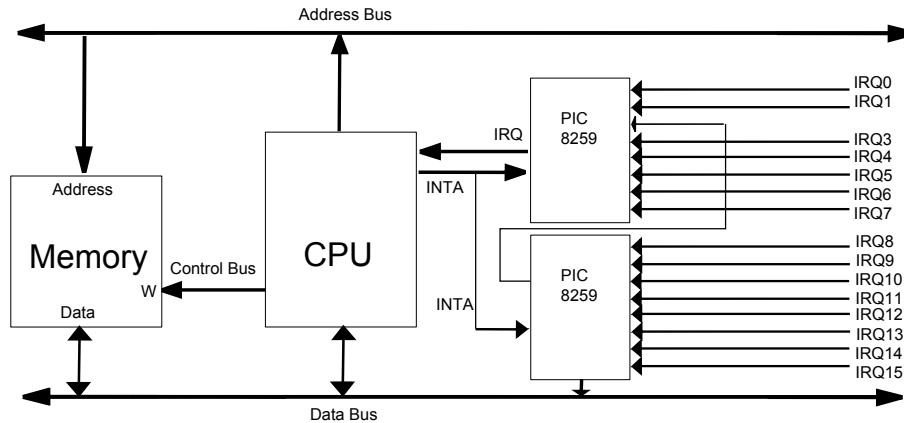 Address Bus
IRQ0
IRQ1
PIC
8259
IRQ
IRQ3
IRQ4
IRQ5
IRQ6
IRQ7
INTA
Address
Memory
CPU
Control Bus
W
Data
IRQ8
IRQ9
IRQ10
IRQ11
IRQ12
IRQ13
IRQ14
IRQ15
PIC
8259
INTA
Data Bus